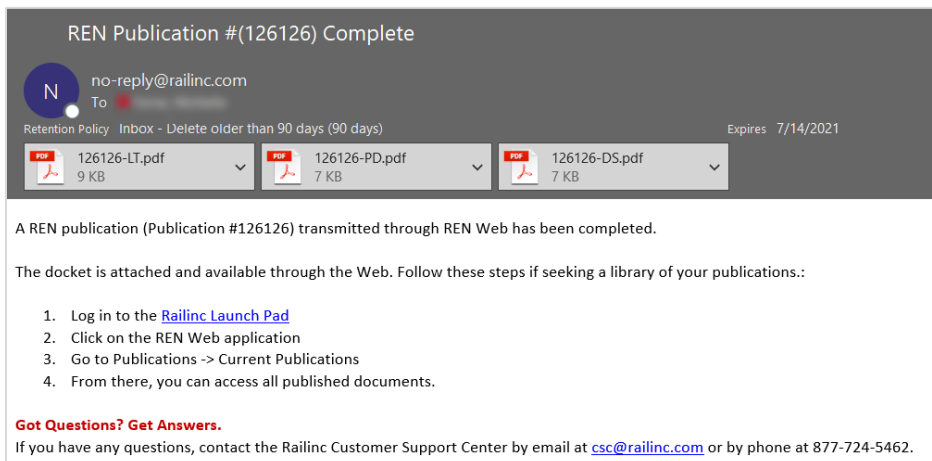 REN Publication #(126126) Complete
N
no-reply@railinc.com
To
Retention Policy Inbox - Delete older than 90 days (90 days) Expires 7/14/2021
PDF 126126-LT.pdf PDF 126126-PD.pdf PDF 126126-DS.pdf
9 KB 7 KB 7 KB
A REN publication (Publication #126126) transmitted through REN Web has been completed.
The docket is attached and available through the Web. Follow these steps if seeking a library of your publications.:
1. Log in to the Railinc Launch Pad
2. Click on the REN Web application
3. Go to Publications -> Current Publications
4. From there, you can access all published documents.
Got Questions? Get Answers.
If you have any questions, contact the Railinc Customer Support Center by email at csc@railinc.com or by phone at 877-724-5462.